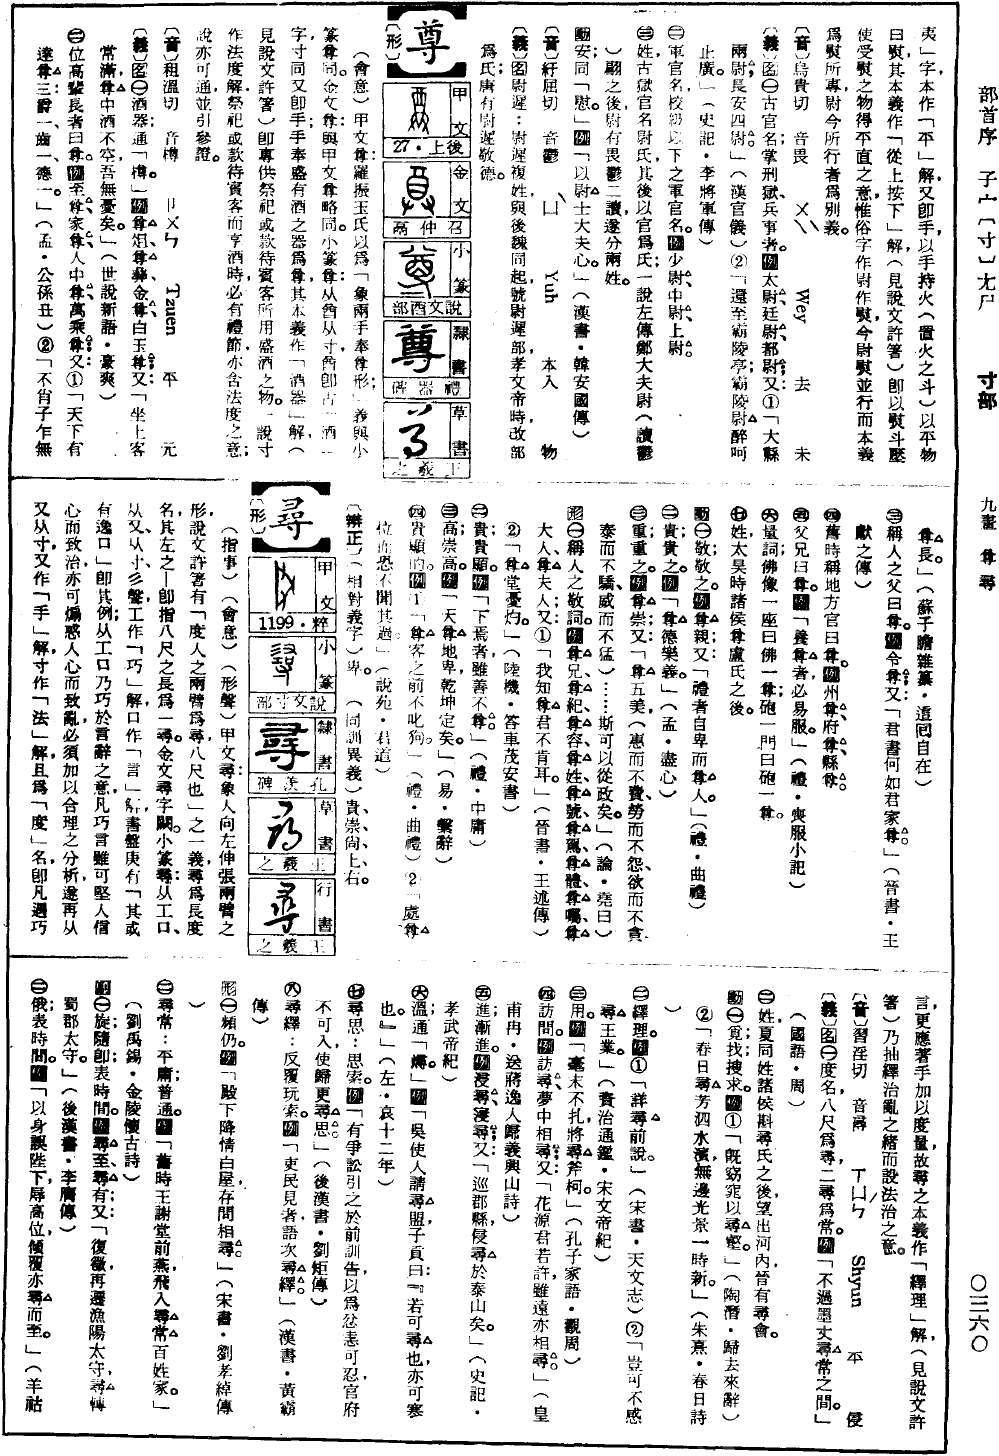 部首序　子宀〔寸〕尢尸　寸部　九畫　尊尋　〇三六〇
夷」字本作「平」解又卽手,以手持火(置火之斗)以平物
曰熨其本義作「從上按下」解(見說文許箸)卽以熨斗壓
使受熨之物得平直之意惟俗字作尉作熨,今尉熨並行而本義
爲熨所專尉今所行者爲別義。
〔音〕烏貴切　音畏　ㄨㄟˋ　Wey　去　未
〔義〕图㊀古官名,掌刑獄兵事者。例太尉廷尉都尉又:①「大縣
兩尉長安四尉。」(漢官儀)②「還至霸陵亭霸陵尉醉呵
止廣。」(史記・李將軍傳)
㊁軍官名校級以下之軍官名。例少尉中尉上尉。
㊂姓古獄官名尉氏,其後以官爲氏;一說左傳鄭大夫尉(讀鬱
)翩之後尉有畏鬱二讀遂分兩姓。
動安,同「慰。」例「以尉士大夫心。」(漢書・韓安國傳)
〔音〕紆屈切　音鬱　ㄩˋ　Yuh　本入　物
〔義〕图尉遲:尉遲複姓,與後魏同起,號尉遲部孝文帝時改部
爲氏,唐有尉遲敬德。
尊
〔形〕
甲文　後上・27
金文　召仲鬲
小篆　說文酉部
隸書　禮器碑
草書　王羲之
(會意)甲文尊:羅振玉氏以爲「象兩手奉尊形;」義與小
篆尊同。金文尊:與甲文尊略同。小篆尊:从酋从寸,酋卽古「酒」
字,寸同又卽手;手奉盛有酒之器爲尊其本義作「酒器」解(
見說文許箸)卽專供祭祀或款待賓客所用盛酒之物。一說寸
作法度解,祭祀或款待賓客而享酒時,必有禮節,亦含法度之意;
說亦可通,並引參證。
〔音〕租溫切　音樽　ㄗㄨㄣ　Tzuen　平　元
〔義〕图㊀酒器,通「樽。」例尊俎尊彝金尊白玉尊又:「坐上客
常滿,尊中酒不空吾無憂矣。」(世說新語・豪爽)
㊁位高輩長者曰尊。例至尊家尊人中尊萬乘尊又:①「天下有
達尊三爵一齒一德一。」(孟・公孫丑)②「不肖子乍無
尊長。」(蘇子瞻雜纂・這回自在)
㊂稱人之父曰尊。例令尊又:「君書何如君家尊。」(晉書・王
獻之傳)
㊃舊時稱地方官曰尊。例州尊府尊縣尊。
㊄父兄曰尊。例「養尊者必易服。」(禮・喪服小記)
㊅量詞,佛像一座曰佛一尊砲一門曰砲一尊。
㊆姓,太昊時諸侯尊盧氏之後。
動㊀敬,敬之。例尊親又:「禮者自卑而尊人。」(禮・曲禮)
㊁貴,貴之。例「尊德樂義。」(孟・盡心)
㊂重,重之。例尊崇又:「尊五美(惠而不費勞而不怨欲而不貪
泰而不驕威而不猛)……斯可以從政矣。」(論・堯曰)
形㊀稱人之敬詞。例尊兄尊紀尊容尊姓尊號尊駕尊體尊囑尊
大人尊夫人又:①「我知尊君不肯耳。」(晉書・王述傳)
②「尊堂憂灼。」(陸機・答車茂安書)
㊁貴,貴顯。例「下焉者雖善不尊。」(禮・中庸)
㊂高,崇高。例「天尊地卑乾坤定矣。」(易・繫辭)
㊃貴顯的。例①「尊客之前不叱狗。」(禮・曲禮)②「處尊
位而恐不聞其過。」(說苑・君道)
〔辨正〕(相對義字)卑。(同訓異義)貴、崇、尙、上、右。
尋
〔形〕
甲文　粹・1199
小篆　說文寸部
隸書　孔羨碑
草書　王羲之
行書　王羲之
(指事)(會意)(形聲)甲文尋:象人向左伸張兩臂之
形,說文許箸有「度人之兩臂爲尋八尺也」之一義;尋爲長度
名,其左之丨卽指八尺之長爲一尋。金文尋字闕。小篆尋:从工口、
从又、从寸,彡聲,工作「巧」解,口作「言」解,書盤庚有「其或
有逸口」卽其例;从工口乃巧於言辭之意,凡巧言雖可堅人信
心而致治,亦可煽惑人心而致亂,必須加以合理之分析,遂再从
又从寸,又作「手」解,寸作「法」解,且爲「度」名,卽凡遇巧
言,更應著手加以度量,故尋之本義作「繹理」解,(見說文許
箸)乃抽繹治亂之緒而設法治之意。
〔音〕習淫切　音潯　ㄒㄩㄣˊ　Shyun　平　侵
〔義〕图㊀度名,八尺爲尋,二尋爲常。例「不過墨丈尋常之間。」
(國語・周)
㊁姓,夏同姓諸侯斟尋氏之後,望出河內,晉有尋會。
動㊀覓找,搜求。例①「旣窈窕以尋壑。」(陶潛・歸去來辭)
②「春日尋芳泗水濱,無邊光景一時新。」(朱熹・春日詩
㊁繹理。例①「詳尋前說。」(宋書・天文志)②「豈可不感
尋王業。」(資治通鑑・宋文帝紀)
㊂用。例「毫末不扎,將尋斧柯。」(孔子家語・觀周)
㊃訪問。例訪尋夢中相尋又:「花源君若許雖遠亦相尋。」(皇
甫冉・送蔣逸人歸義興山詩)
㊄進,漸進。例浸尋,寖尋又:「巡郡縣侵尋於泰山矣。」(史記・
孝武帝紀)
㊅溫,通「燖。」例「吳使人請尋盟子貢曰:『若可尋也,亦可寒
也。』」(左・哀十二年)
㊆尋思:思索。例「有爭訟引之於前訓告以爲忿恚可忍官府
不可入使歸更尋思。」(後漢書・劉矩傳)
㊇尋繹:反覆玩索。例「吏民見者語次尋繹。」(漢書・黃霸
傳)
形㊀頻仍。例「殿下降情白屋存問相尋。」(宋書・劉孝綽傳
)
㊁尋常:平庸普通。例「舊時王謝堂前燕,飛入尋常百姓家。」
(劉禹錫・金陵懷古詩)
副㊀旋,隨卽;表時間。例尋至,尋有又:「復徵再遷漁陽太守,尋轉
蜀郡太守。」(後漢書・李膺傳)
㊁俄,表時間。例「以身誤陛下,辱高位,傾覆亦尋而至。」(羊祜